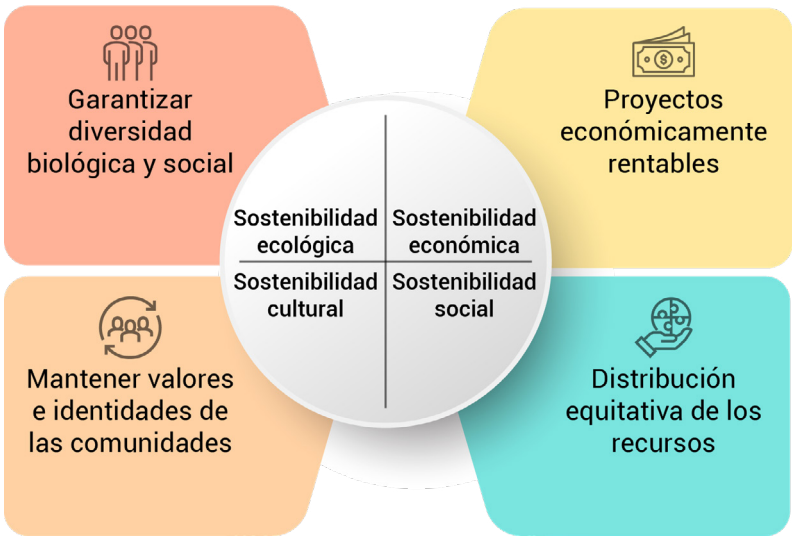 Garantizar
diversidad
biológica y social
Proyectos
económicamente
rentables
Sostenibilidad
ecológica
Sostenibilidad
económica
Sostenibilidad
cultural
Sostenibilidad
social
Mantener valores
e identidades de
las comunidades
Distribución
equitativa de los
recursos